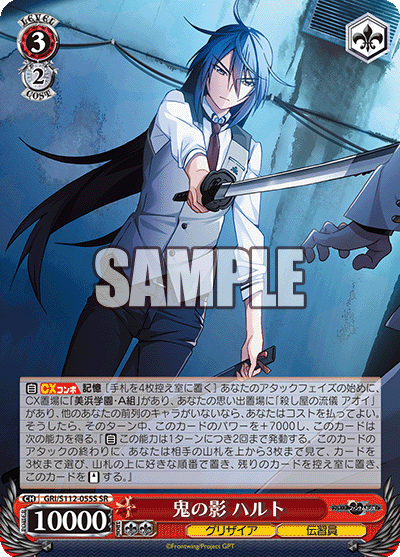 LEVEL
3
2
COST
SAMPLE
【自】 CXコンボ 記憶 [手札を4枚控え室に置く] あなたのアタックフェイズの始めに、
CX置場に「美浜学園・A組」があり、あなたの思い出置場に「殺し屋の流儀 アオイ」
があり、他のあなたの前列のキャラがいないなら、あなたはコストを払ってよい。
そうしたら、そのターン中、このカードのパワーを+7000し、このカードは
次の能力を得る。『【自】 この能力は1ターンにつき2回まで発動する。このカード
のアタックの終わりに、あなたは相手の山札を上から3枚まで見て、カードを
3枚まで選び、山札の上に好きな順番で置き、残りのカードを控え室に置き、
このカードを【スタンド】する。』
CH GRI/S112-055S SR
10000
鬼の影 ハルト
グリザイア
伝習員
©Frontwing/Project GPT